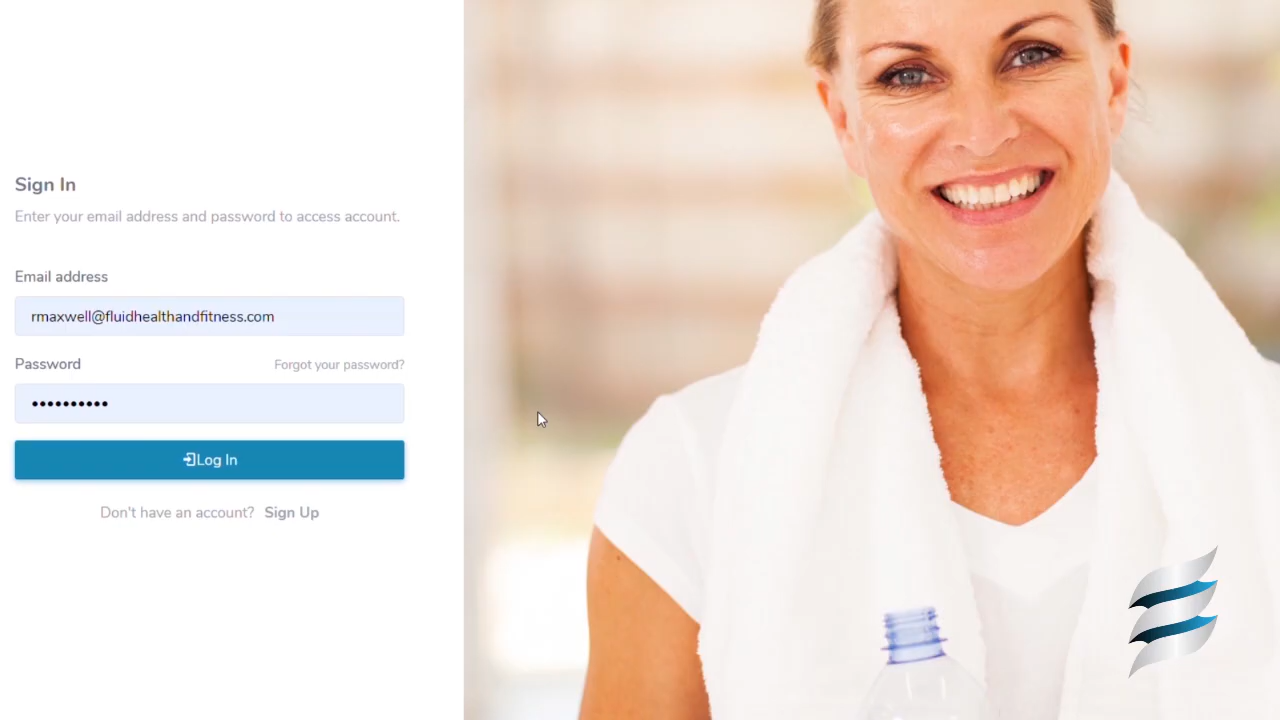 Sign In
Enter your email address and password to access account.
Email address
rmaxwell@fluidhealthandfitness.com
Password Forgot your password?
••••••••••
Log In
Don't have an account? Sign Up